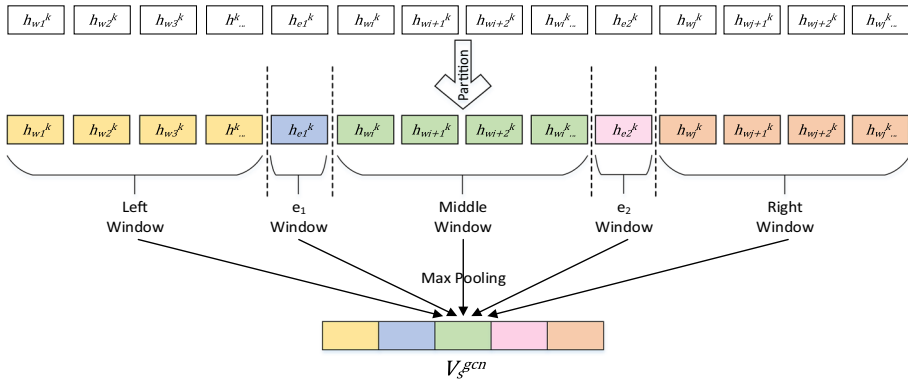 h_{w1}^k h_{w2}^k h_{w3}^k h^k_{...} h_{e1}^k h_{wi}^k h_{wi+1}^k h_{wi+2}^k h_{wi}^k_{...} h_{e2}^k h_{wj}^k h_{wj+1}^k h_{wj+2}^k h_{wj}^k_{...}
Partition
h_{w1}^k h_{w2}^k h_{w3}^k h^k_{...} h_{e1}^k h_{wi}^k h_{wi+1}^k h_{wi+2}^k h_{wi}^k_{...} h_{e2}^k h_{wj}^k h_{wj+1}^k h_{wj+2}^k h_{wj}^k_{...}
Left e₁ Middle e₂ Right
Window Window Window Window Window
Max Pooling
V_s^{gcn}